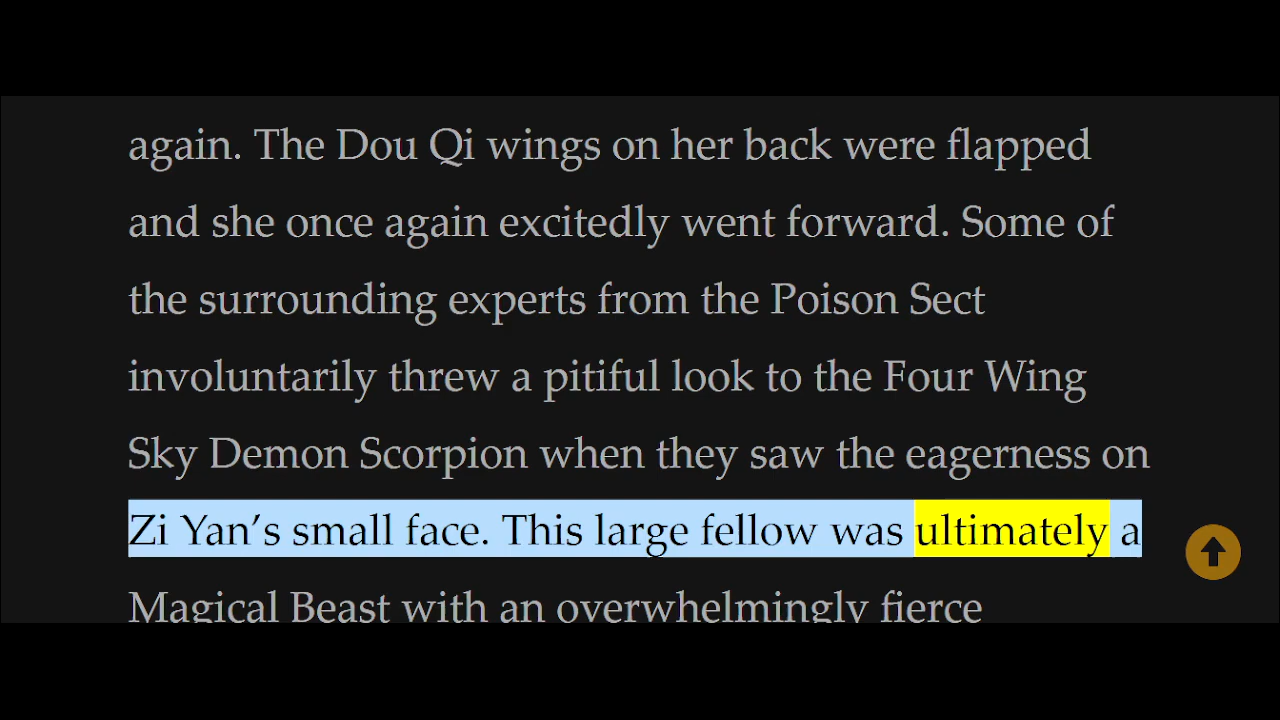 again. The Dou Qi wings on her back were flapped
and she once again excitedly went forward. Some of
the surrounding experts from the Poison Sect
involuntarily threw a pitiful look to the Four Wing
Sky Demon Scorpion when they saw the eagerness on
Zi Yan’s small face. This large fellow was ultimately a
Magical Beast with an overwhelmingly fierce